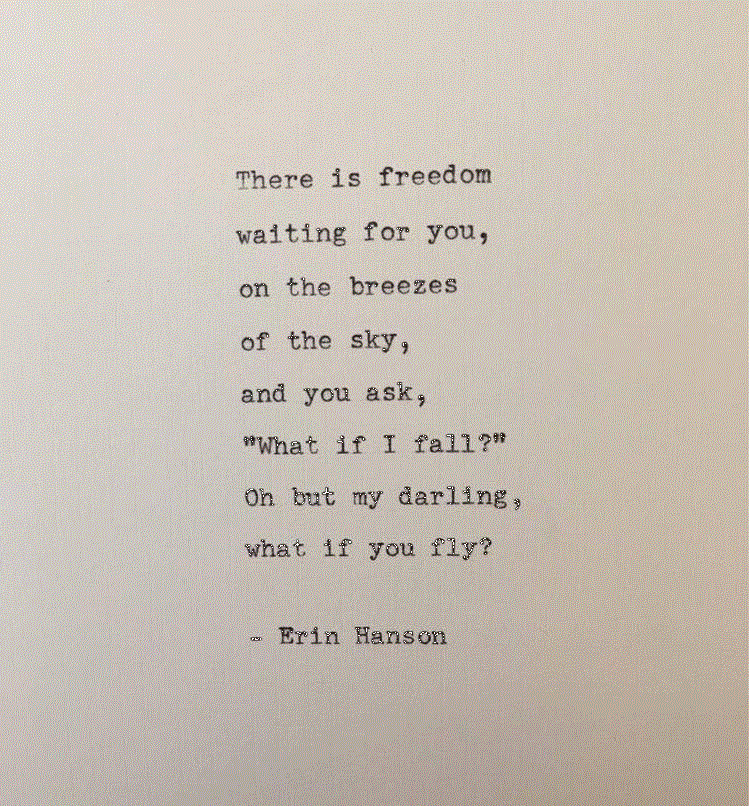 There is freedom
waiting for you,
on the breezes
of the sky,
and you ask,
"What if I fall?"
Oh but my darling,
what if you fly?
- Erin Hanson